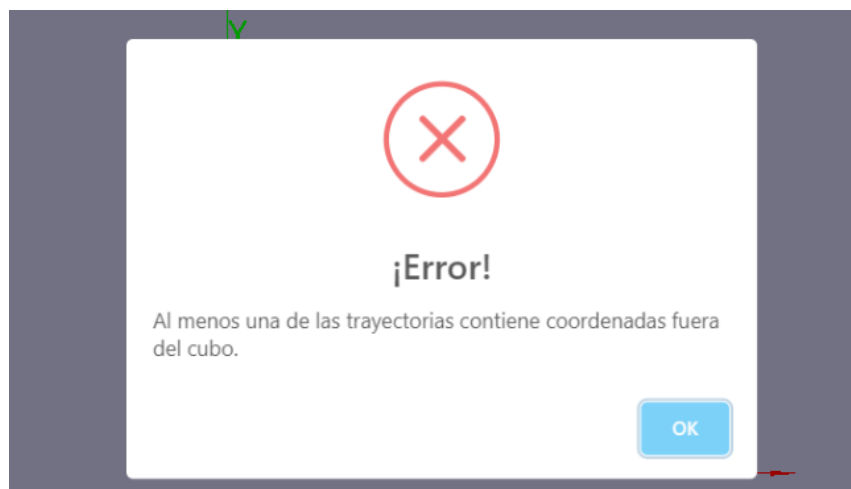 Y
¡Error!
Al menos una de las trayectorias contiene coordenadas fuera
del cubo.
OK